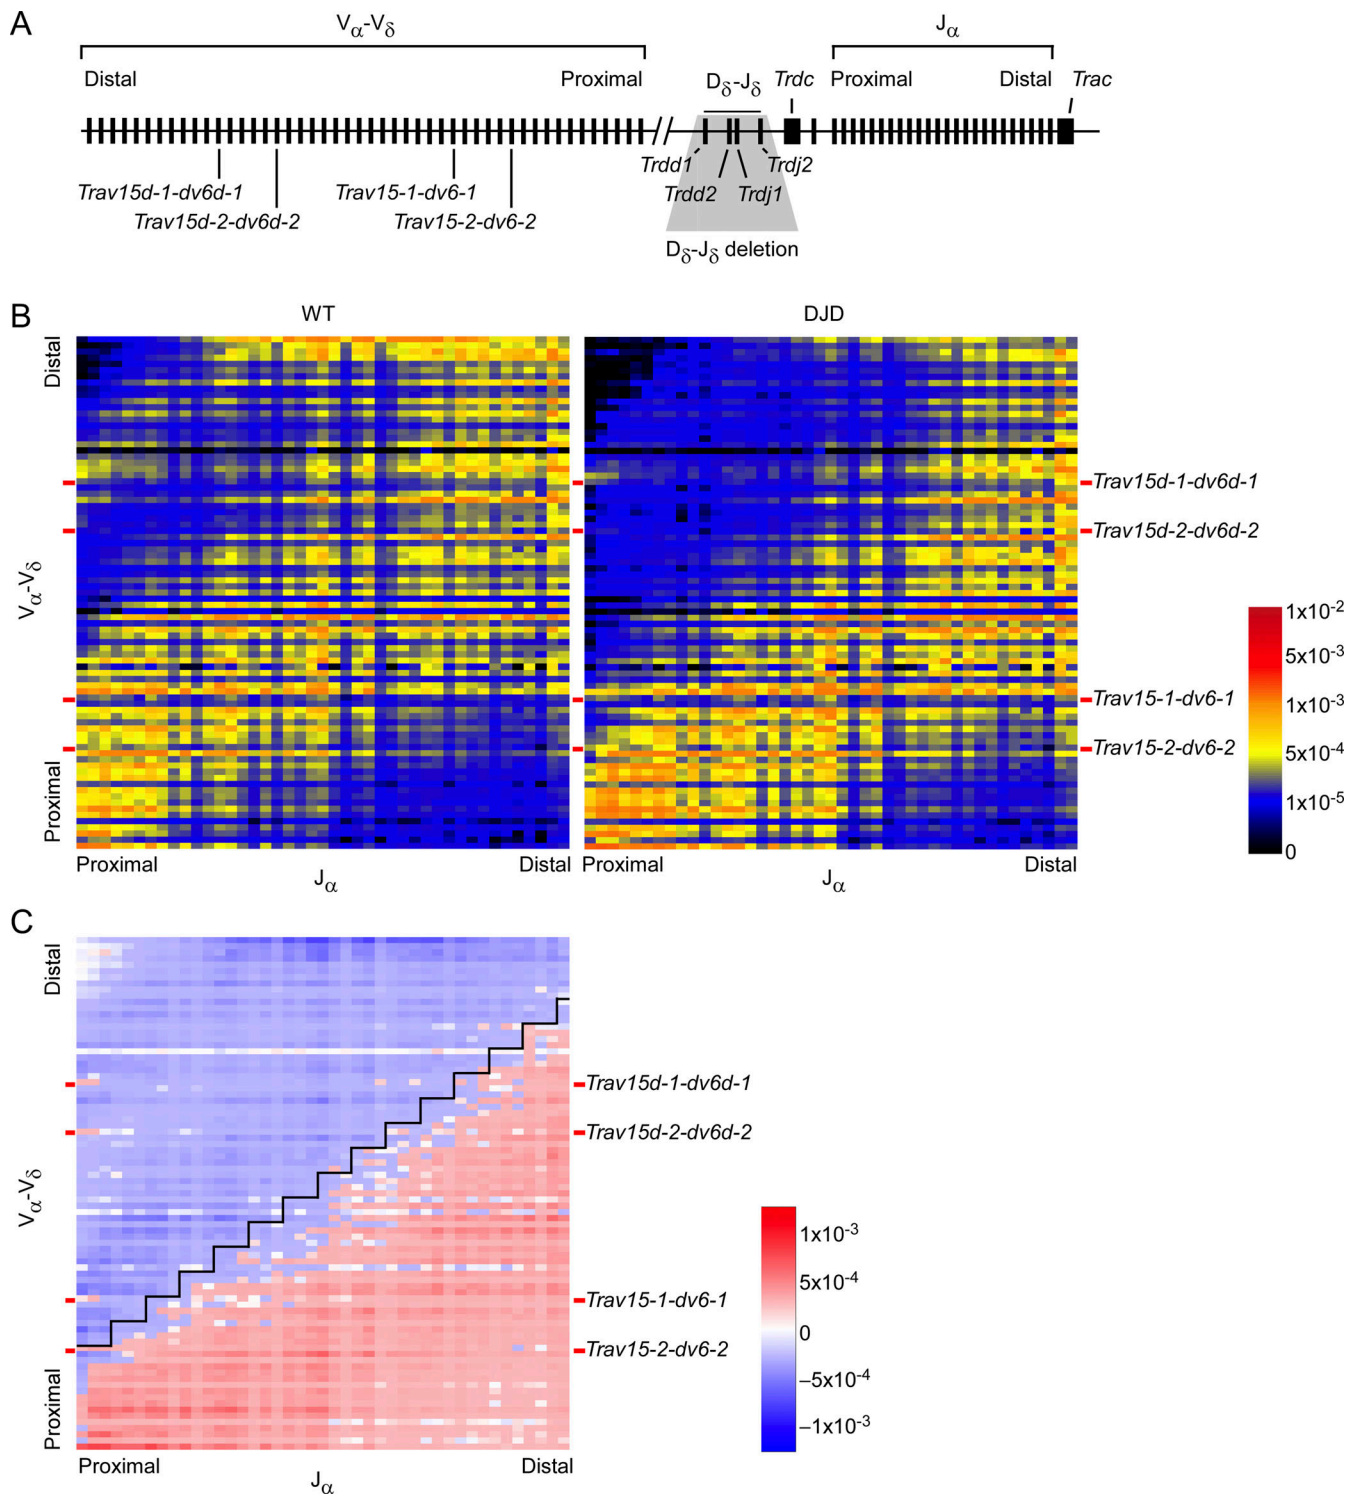 A
Vα-Vδ
Jα
Distal
Proximal
Dδ-Jδ
Trdc
Proximal
Distal
Trac
Trdd1
Trdj2
Trav15d-1-dv6d-1
Trav15-1-dv6-1
Trdd2
Trdj1
Trav15d-2-dv6d-2
Trav15-2-dv6-2
Dδ-Jδ deletion
B
WT
DJD
Distal
Vα-Vδ
Proximal
Trav15d-1-dv6d-1
Trav15d-2-dv6d-2
Trav15-1-dv6-1
Trav15-2-dv6-2
1x10-2
5x10-3
1x10-3
5x10-4
1x10-5
0
Proximal
Distal
Jα
Proximal
Distal
Jα
C
Distal
Vα-Vδ
Proximal
Trav15d-1-dv6d-1
Trav15d-2-dv6d-2
Trav15-1-dv6-1
Trav15-2-dv6-2
1x10-3
5x10-4
0
–5x10-4
–1x10-3
Proximal
Distal
Jα